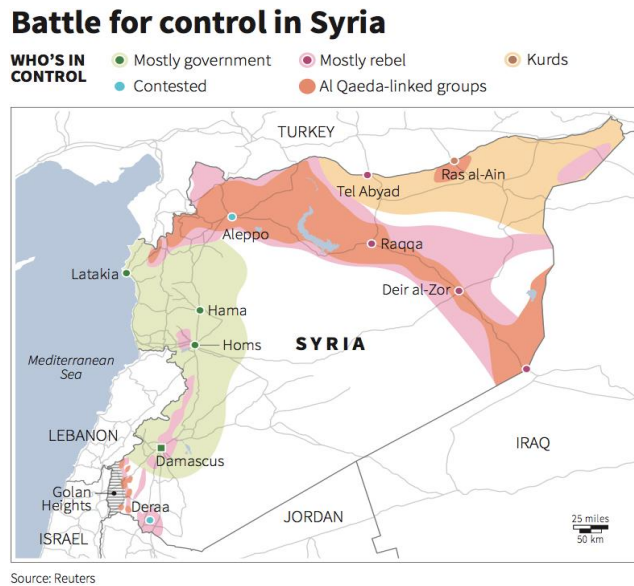 Battle for control in Syria
WHO'S IN
CONTROL
Mostly government
Mostly rebel
Kurds
Contested
Al Qaeda-linked groups
TURKEY
Tel Abyad
Ras al-Ain
Aleppo
Raqqa
Latakia
Deir al-Zor
Hama
SYRIA
Homs
Mediterranean
Sea
LEBANON
IRAQ
Damascus
Golan
Heights
Deraa
JORDAN
25 miles
50 km
ISRAEL
Source: Reuters